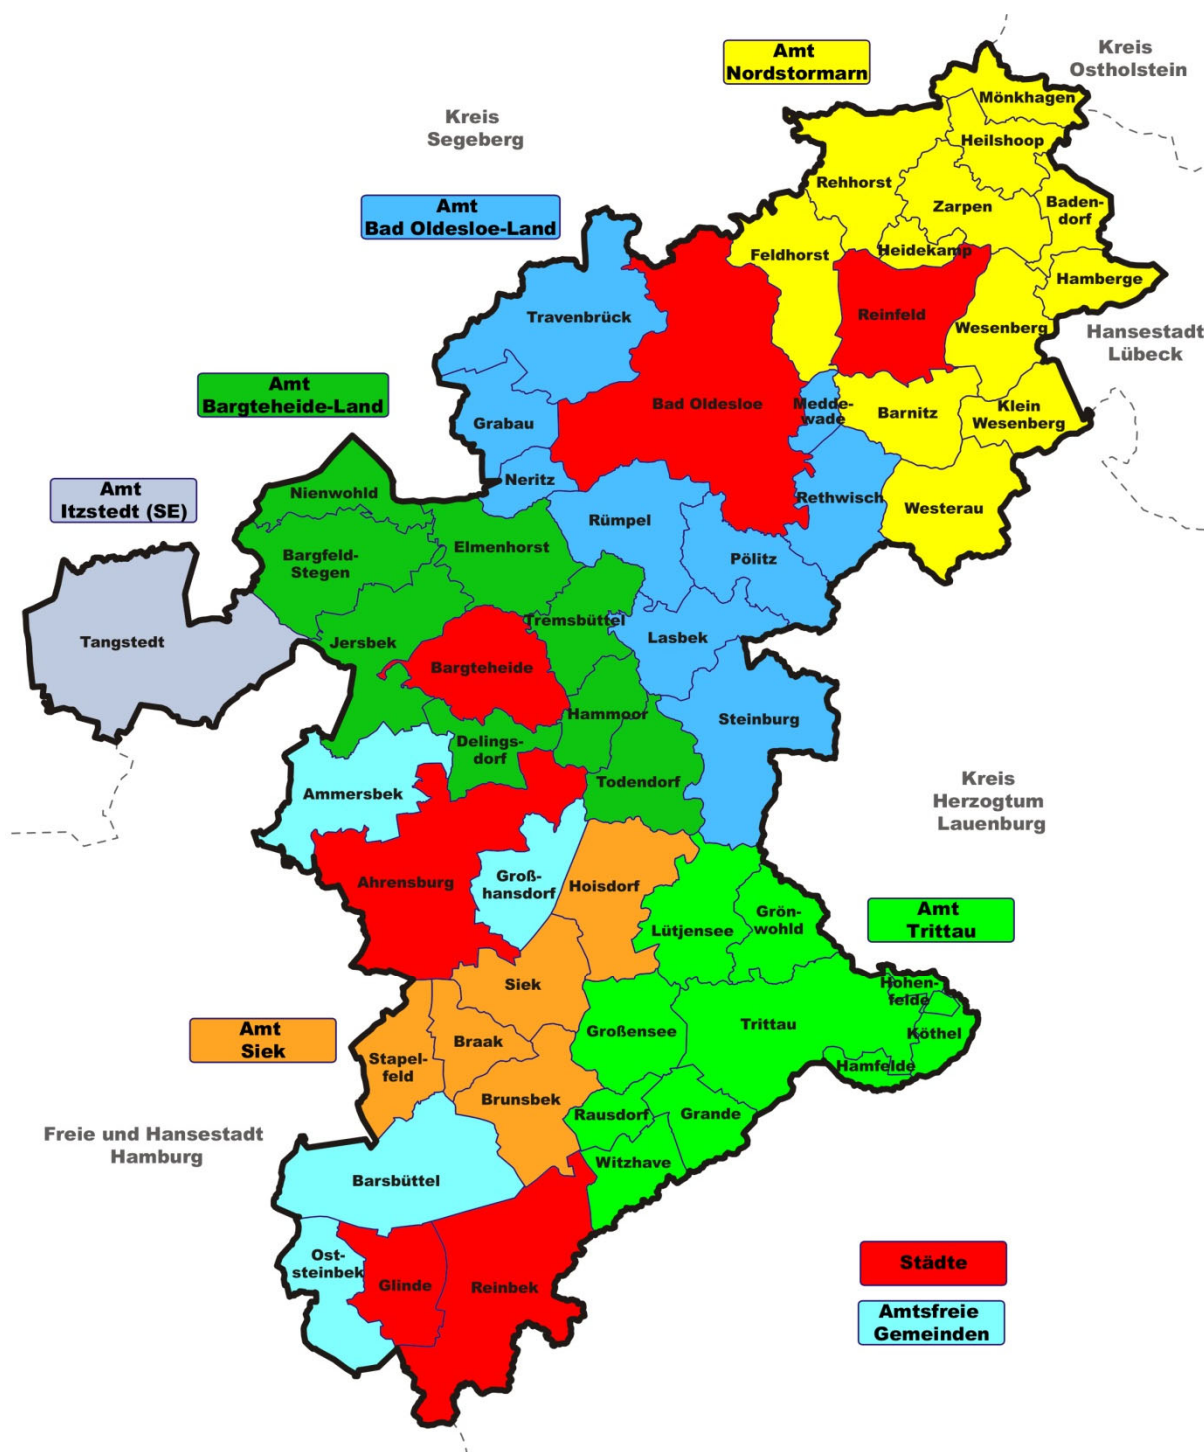 Amt
Nordstormarn
Kreis
Ostholstein
Mönkhagen
Kreis
Segeberg
Heilshoop
Rehhorst
Zarpen
Baden-
dorf
Amt
Bad Oldesloe-Land
Feldhorst
Heidekamp
Hamberge
Travenbrück
Reinfeld
Wesenberg
Hansestadt
Lübeck
Amt
Bargteheide-Land
Grabau
Bad Oldesloe
Medde-
wade
Barnitz
Klein
Wesenberg
Amt
Itzstedt (SE)
Nienwohld
Neritz
Rethwisch
Westerau
Rümpel
Elmenhorst
Bargfeld-
Stegen
Pölitz
Tangstedt
Jersbek
Tremsbüttel
Lasbek
Bargteheide
Hammoor
Steinburg
Delings-
dorf
Todendorf
Ammersbek
Kreis
Herzogtum
Lauenburg
Ahrensburg
Groß-
hansdorf
Hoisdorf
Grön-
wohld
Lütjensee
Amt
Trittau
Siek
Hohen-
felde
Amt
Siek
Braak
Großensee
Trittau
Köthel
Stapel-
feld
Hamfelde
Brunsbek
Rausdorf
Grande
Freie und Hansestadt
Hamburg
Witzhave
Barsbüttel
Ost-
steinbek
Glinde
Reinbek
Städte
Amtsfreie
Gemeinden